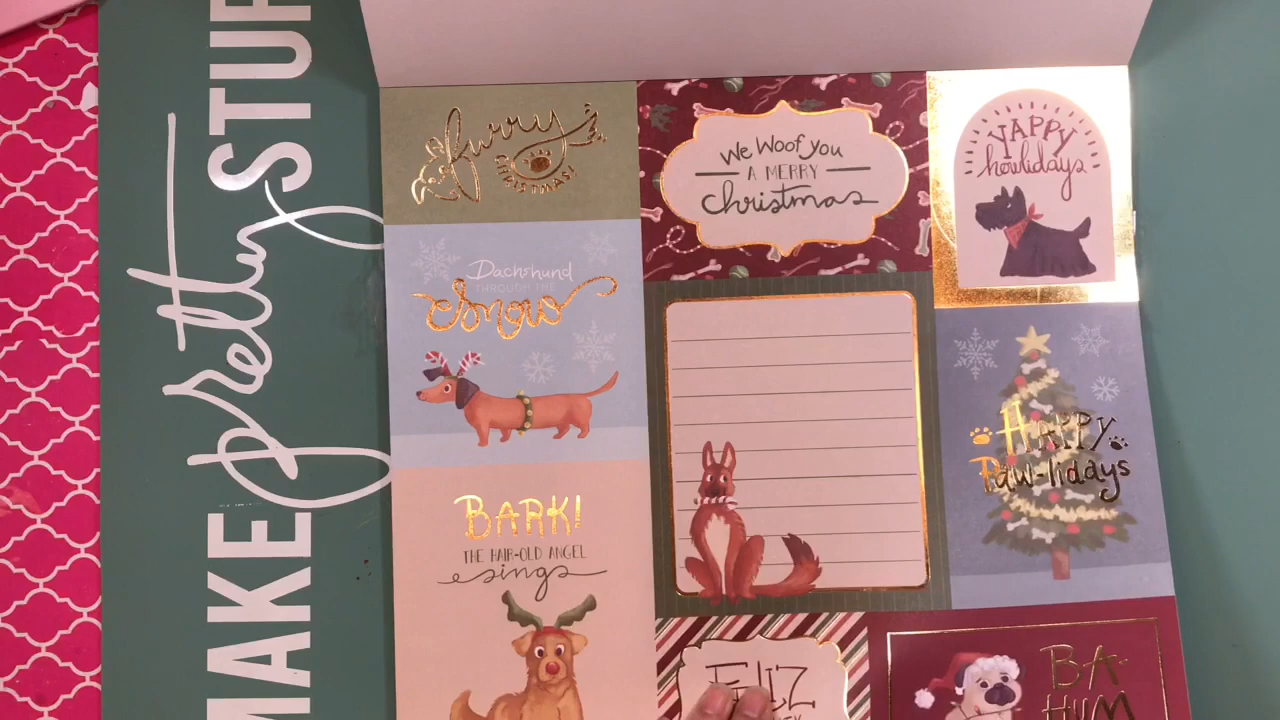 MAKE pretty STUF
furry
CHRISTMAS!
We Woof You
A MERRY
Christmas
YAPPY
howlidays
Dachshund
THROUGH THE
Snow
HAPPY
Paw-lidays
BARK!
THE HAIR-OLD ANGEL
sings
FELIZ
BA-
HUM